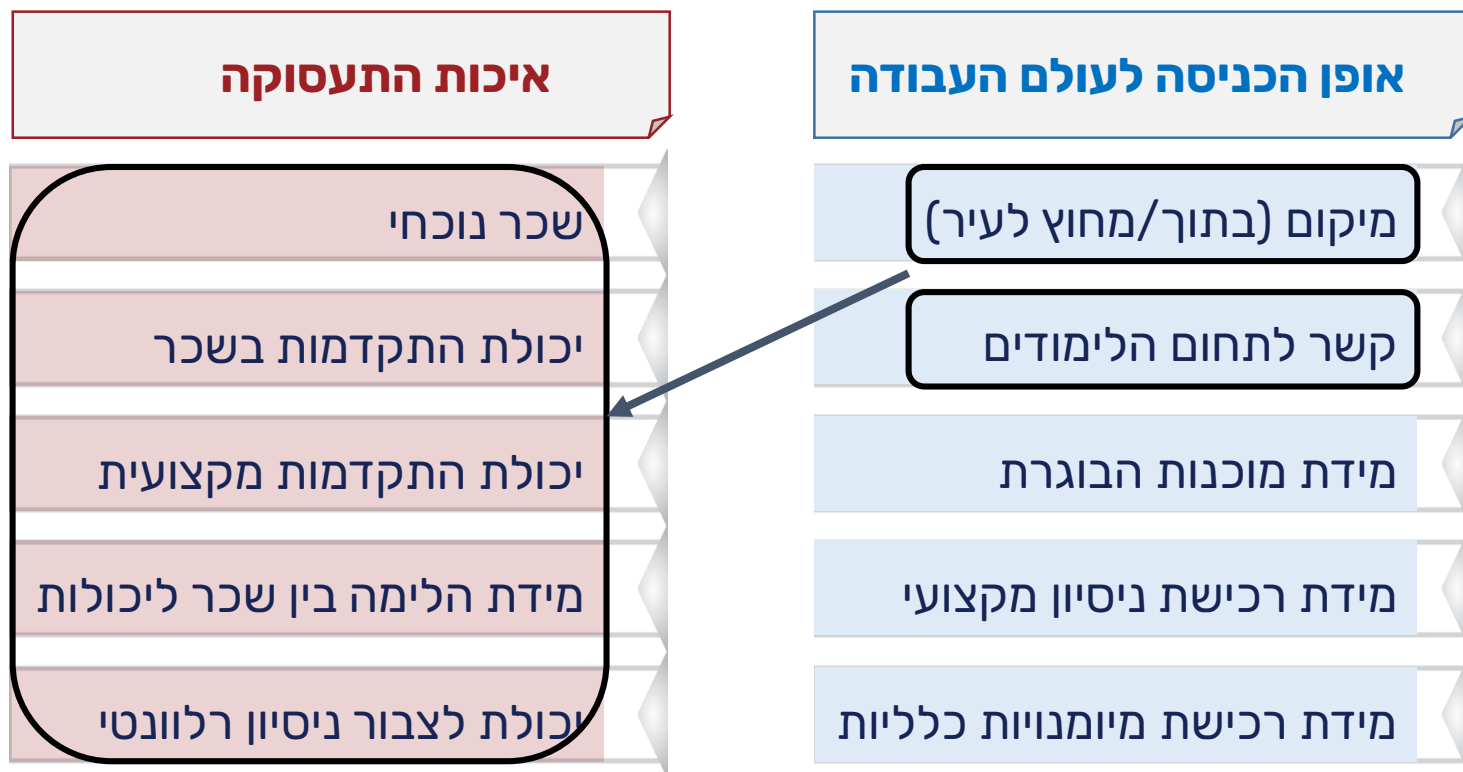 אופן הכניסה לעולם העבודה
מיקום (בתוך/מחוץ לעיר)
קשר לתחום הלימודים
מידת מוכנות הבוגרת
מידת רכישת ניסיון מקצועי
מידת רכישת מיומנויות כלליות
איכות התעסוקה
שכר נוכחי
יכולת התקדמות בשכר
יכולת התקדמות מקצועית
מידת הלימה בין שכר ליכולות
יכולת לצבור ניסיון רלוונטי